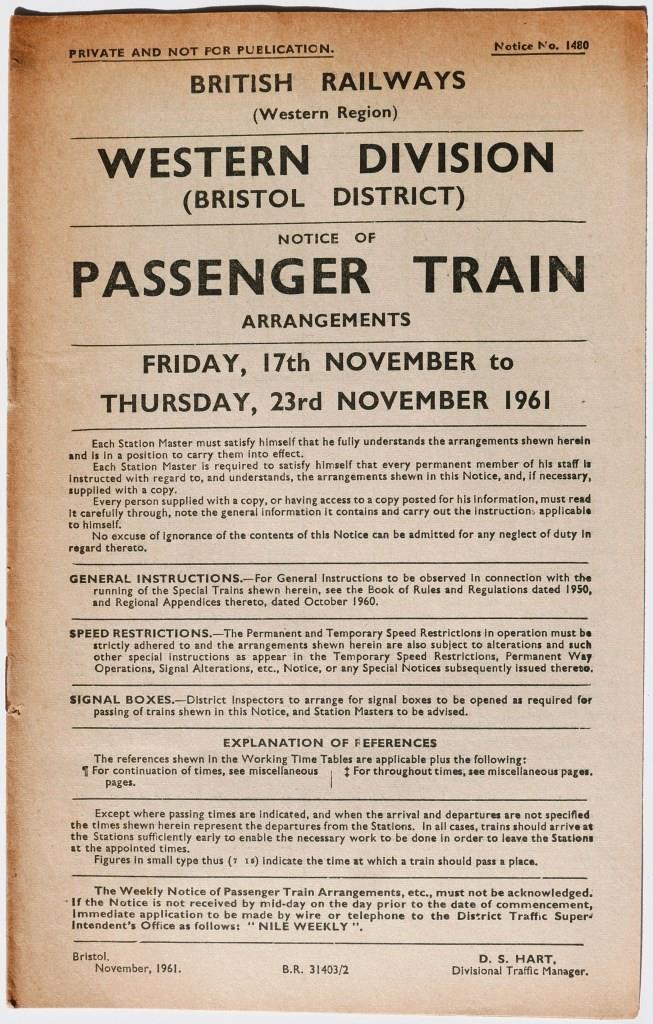 PRIVATE AND NOT FOR PUBLICATION.
Notice No. 1480
BRITISH RAILWAYS
(Western Region)
WESTERN DIVISION
(BRISTOL DISTRICT)
NOTICE OF
PASSENGER TRAIN
ARRANGEMENTS
FRIDAY, 17th NOVEMBER to
THURSDAY, 23rd NOVEMBER 1961
Each Station Master must satisfy himself that he fully understands the arrangements shewn herein
and is in a position to carry them into effect.
Each Station Master is required to satisfy himself that every permanent member of his staff is
instructed with regard to, and understands, the arrangements shewn in this Notice, and, if necessary,
supplied with a copy.
Every person supplied with a copy, or having access to a copy posted for his information, must read
it carefully through, note the general information it contains and carry out the instructions applicable
to himself.
No excuse of ignorance of the contents of this Notice can be admitted for any neglect of duty in
regard thereto.
GENERAL INSTRUCTIONS.—For General Instructions to be observed in connection with the
running of the Special Trains shewn herein, see the Book of Rules and Regulations dated 1950,
and Regional Appendices thereto, dated October 1960.
SPEED RESTRICTIONS.—The Permanent and Temporary Speed Restrictions in operation must be
strictly adhered to and the arrangements shewn herein are also subject to alterations and such
other special instructions as appear in the Temporary Speed Restrictions, Permanent Way
Operations, Signal Alterations, etc., Notice, or any Special Notices subsequently issued thereto.
SIGNAL BOXES.—District Inspectors to arrange for signal boxes to be opened as required for
passing of trains shewn in this Notice, and Station Masters to be advised.
EXPLANATION OF REFERENCES
The references shewn in the Working Time Tables are applicable plus the following:
¶ For continuation of times, see miscellaneous
pages.
‡ For throughout times, see miscellaneous pages.
Except where passing times are indicated, and when the arrival and departures are not specified
the times shewn herein represent the departures from the Stations. In all cases, trains should arrive at
the Stations sufficiently early to enable the necessary work to be done in order to leave the Stations
at the appointed times.
Figures in small type thus (7 18) indicate the time at which a train should pass a place.
The Weekly Notice of Passenger Train Arrangements, etc., must not be acknowledged.
If the Notice is not received by mid-day on the day prior to the date of commencement,
immediate application to be made by wire or telephone to the District Traffic Super-
intendent's Office as follows: "NILE WEEKLY".
Bristol,
November, 1961.
B.R. 31403/2
D. S. HART,
Divisional Traffic Manager.